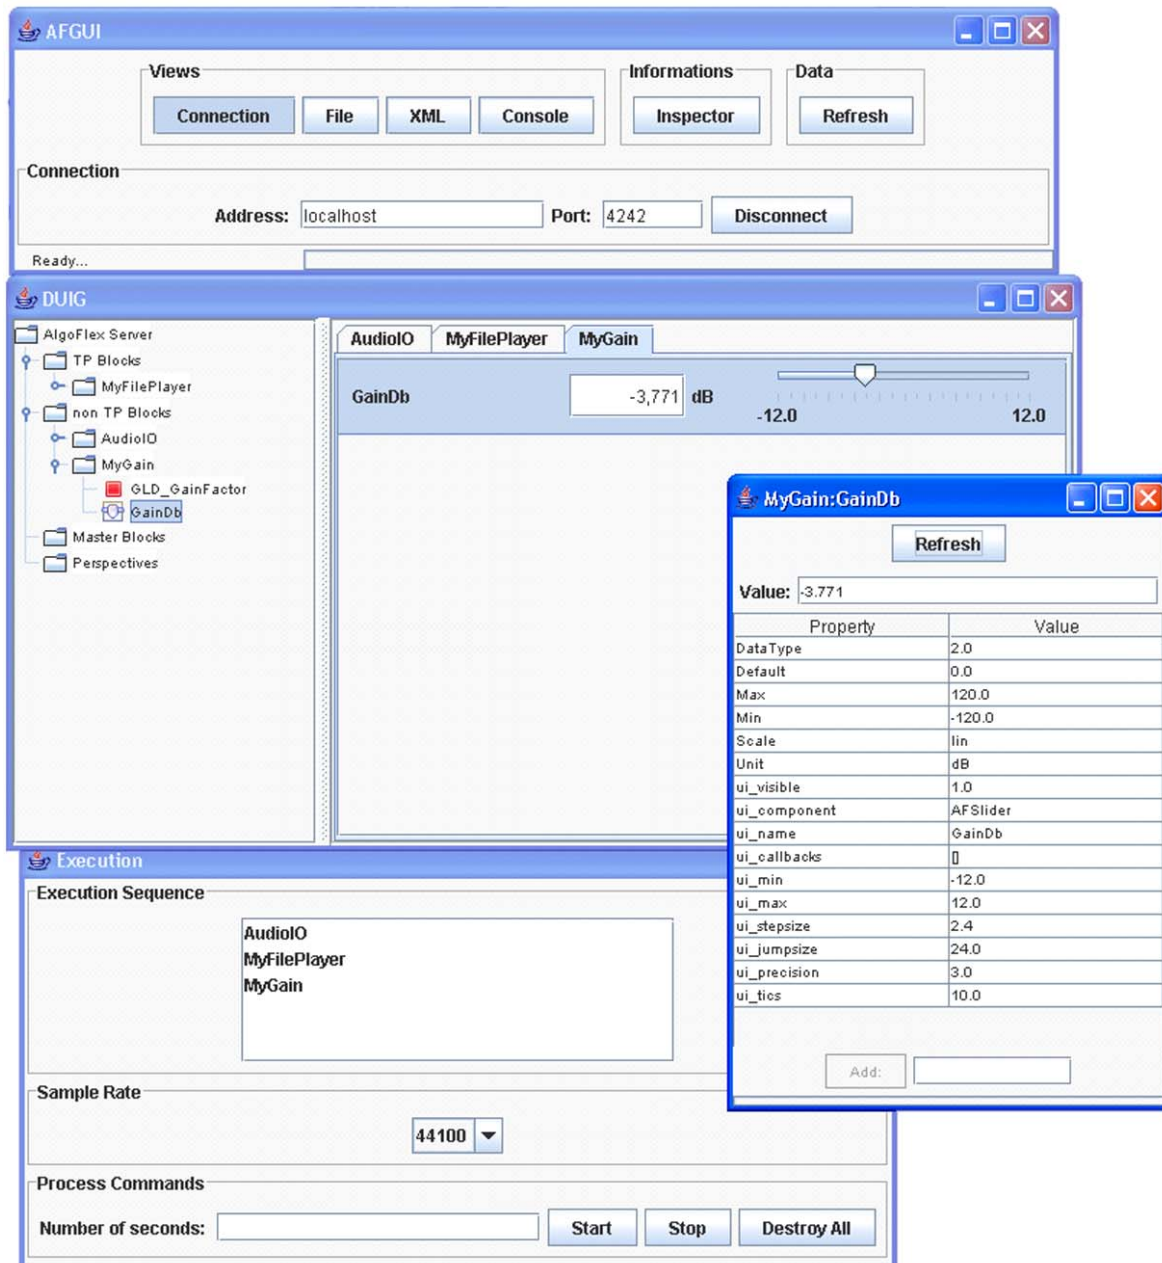 AFGUI
Views
Informations
Data
Connection
File
XML
Console
Inspector
Refresh
Connection
Address: localhost
Port: 4242
Disconnect
Ready...
DUIG
AlgoFlex Server
TP Blocks
MyFilePlayer
non TP Blocks
AudioIO
MyGain
GLD_GainFactor
GainDb
Master Blocks
Perspectives
AudioIO
MyFilePlayer
MyGain
GainDb
-3,771 dB
-12.0
12.0
MyGain:GainDb
Refresh
Value: -3.771
Property Value
DataType 2.0
Default 0.0
Max 120.0
Min -120.0
Scale lin
Unit dB
ui_visible 1.0
ui_component AFSlider
ui_name GainDb
ui_callbacks []
ui_min -12.0
ui_max 12.0
ui_stepsize 2.4
ui_jumpsize 24.0
ui_precision 3.0
ui_tics 10.0
Add:
Execution
Execution Sequence
AudioIO
MyFilePlayer
MyGain
Sample Rate
44100
Process Commands
Number of seconds:
Start
Stop
Destroy All